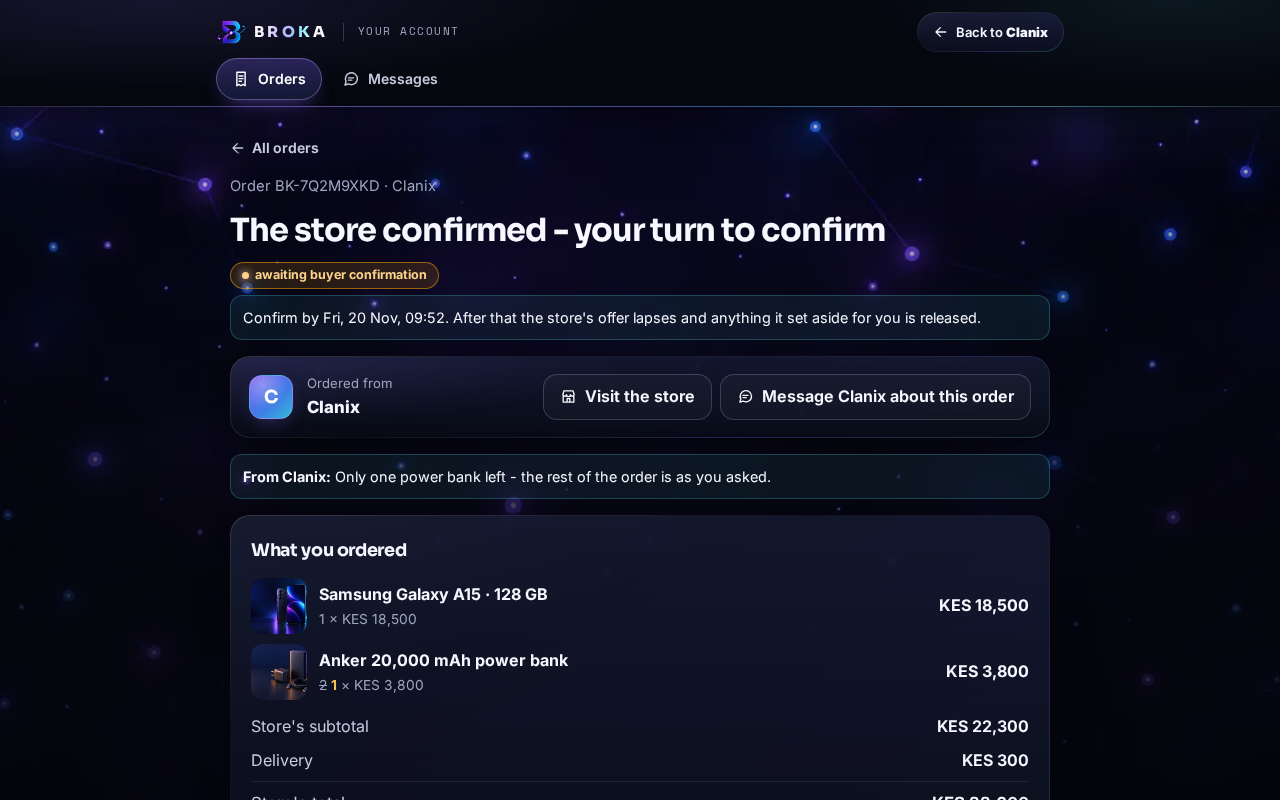 BROKA
YOUR ACCOUNT
Back to Clanix
Orders
Messages
All orders
Order BK-7Q2M9XKD · Clanix
The store confirmed – your turn to confirm
awaiting buyer confirmation
Confirm by Fri, 20 Nov, 09:52. After that the store's offer lapses and anything it set aside for you is released.
C
Ordered from
Clanix
Visit the store
Message Clanix about this order
From Clanix: Only one power bank left - the rest of the order is as you asked.
What you ordered
Samsung Galaxy A15 · 128 GB
1 × KES 18,500
KES 18,500
Anker 20,000 mAh power bank
2 1 × KES 3,800
KES 3,800
Store's subtotal
KES 22,300
Delivery
KES 300